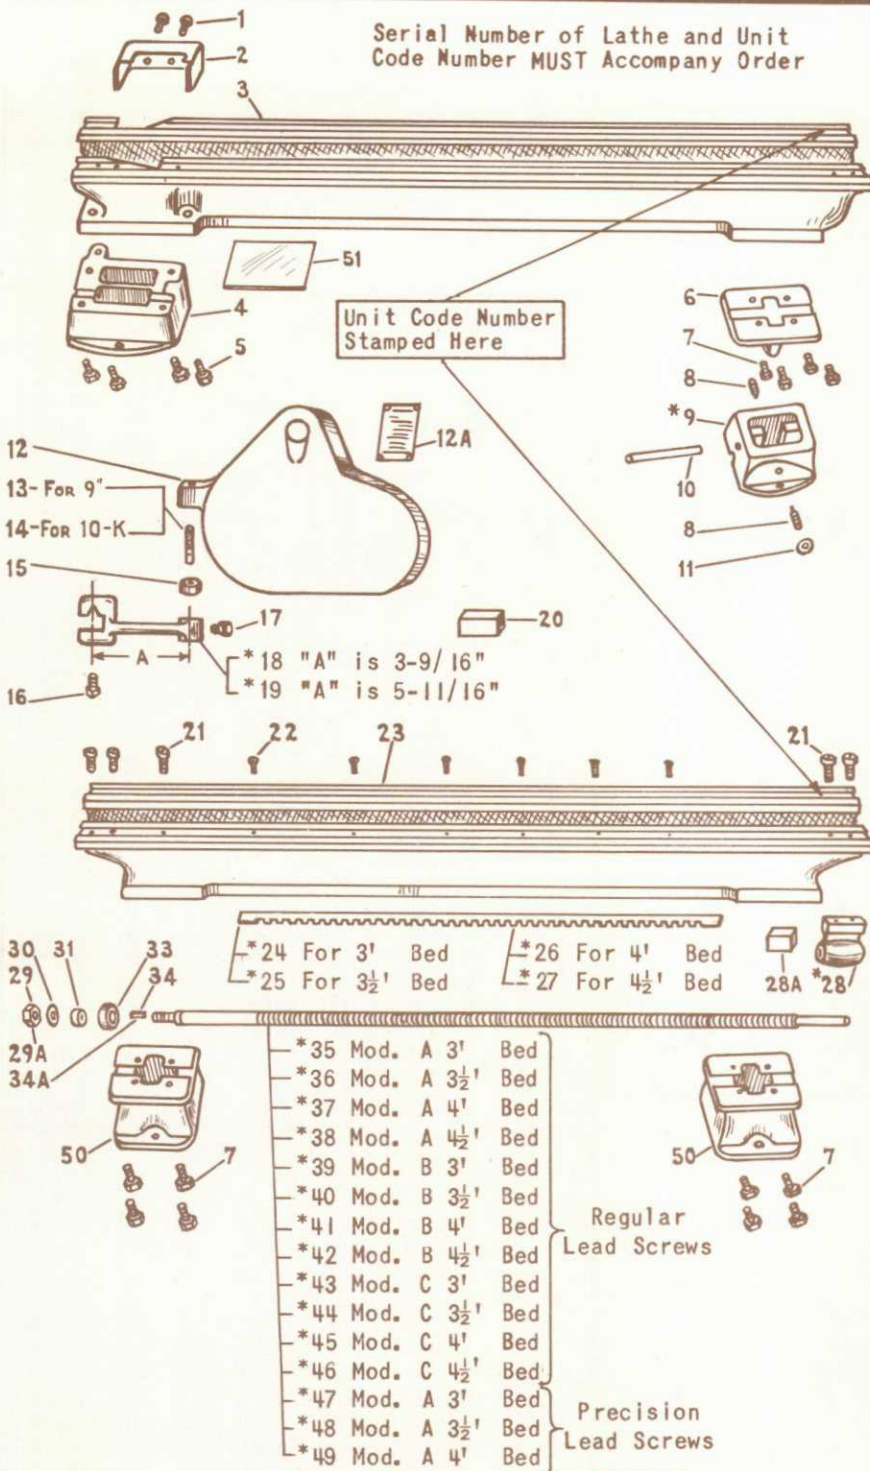 Serial Number of Lathe and Unit
Code Number MUST Accompany Order
1
2
3
51
4
5
Unit Code Number
Stamped Here
6
7
8
*9
10
8
11
12
12A
13- FOR 9"
14-FOR 10-K
15
17
20
A
*18 "A" is 3-9/16"
*19 "A" is 5-11/16"
16
21
22
23
21
*24 For 3' Bed
*25 For 3½' Bed
*26 For 4' Bed
*27 For 4½' Bed
28A
*28
30
31
33
34
29
29A
34A
50
7
50
7
*35 Mod. A 3' Bed
*36 Mod. A 3½' Bed
*37 Mod. A 4' Bed
*38 Mod. A 4½' Bed
*39 Mod. B 3' Bed
*40 Mod. B 3½' Bed
*41 Mod. B 4' Bed
*42 Mod. B 4½' Bed
*43 Mod. C 3' Bed
*44 Mod. C 3½' Bed
*45 Mod. C 4' Bed
*46 Mod. C 4½' Bed
Regular
Lead Screws
*47 Mod. A 3' Bed
*48 Mod. A 3½' Bed
*49 Mod. A 4' Bed
Precision
Lead Screws